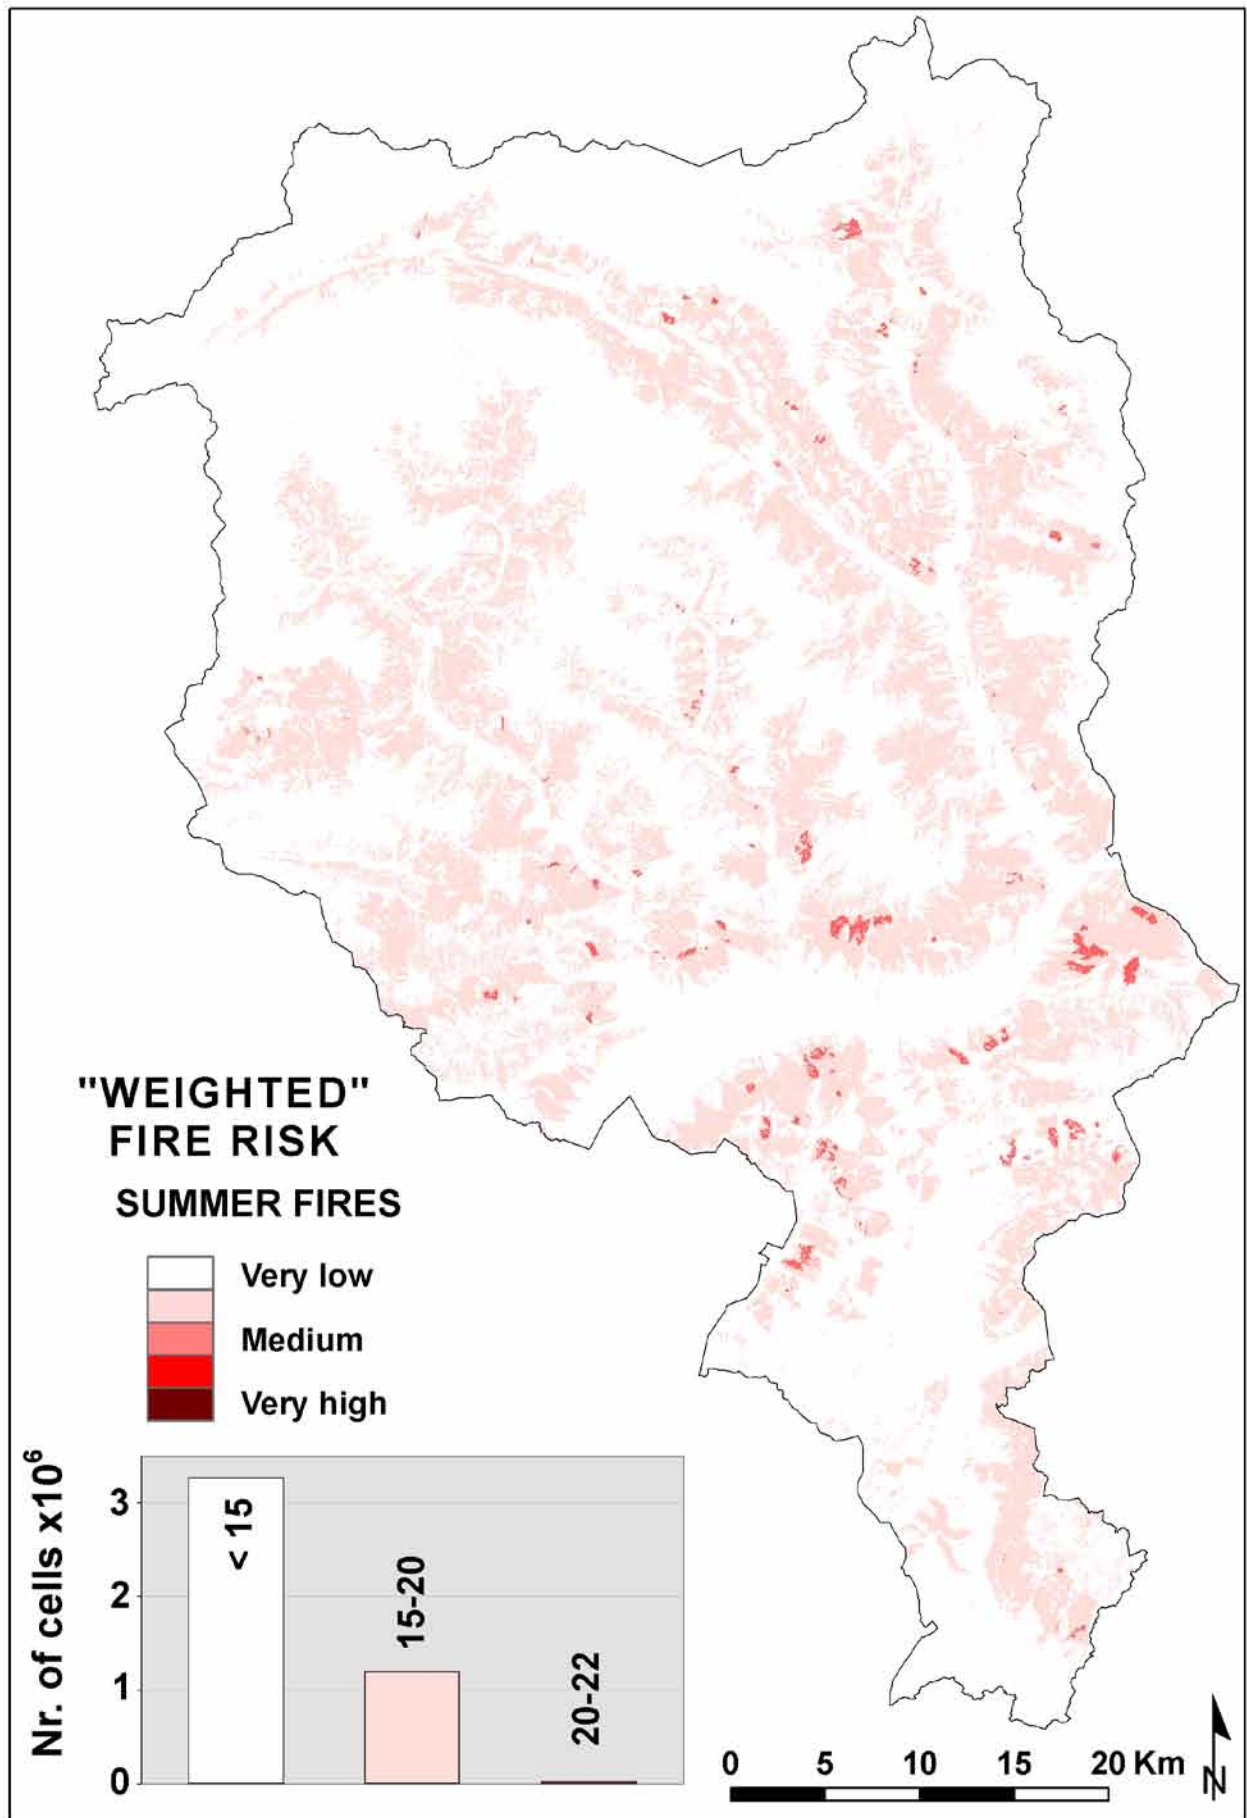 "WEIGHTED"
FIRE RISK
SUMMER FIRES
Very low
Medium
Very high
Nr. of cells x10⁶
3
2
1
0
< 15
15-20
20-22
0 5 10 15 20 Km
N